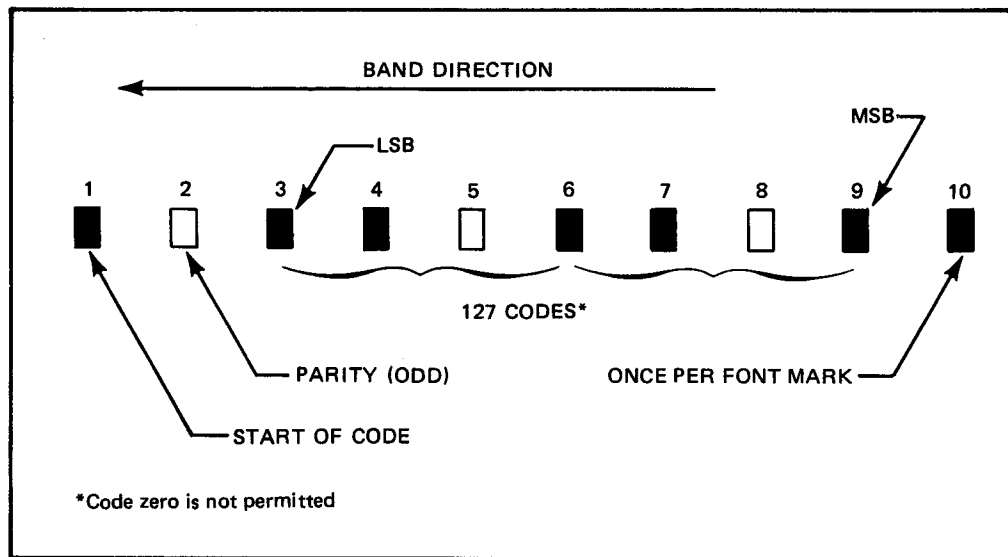 BAND DIRECTION
MSB
LSB
1 2 3 4 5 6 7 8 9 10
127 CODES*
PARITY (ODD)
ONCE PER FONT MARK
START OF CODE
*Code zero is not permitted